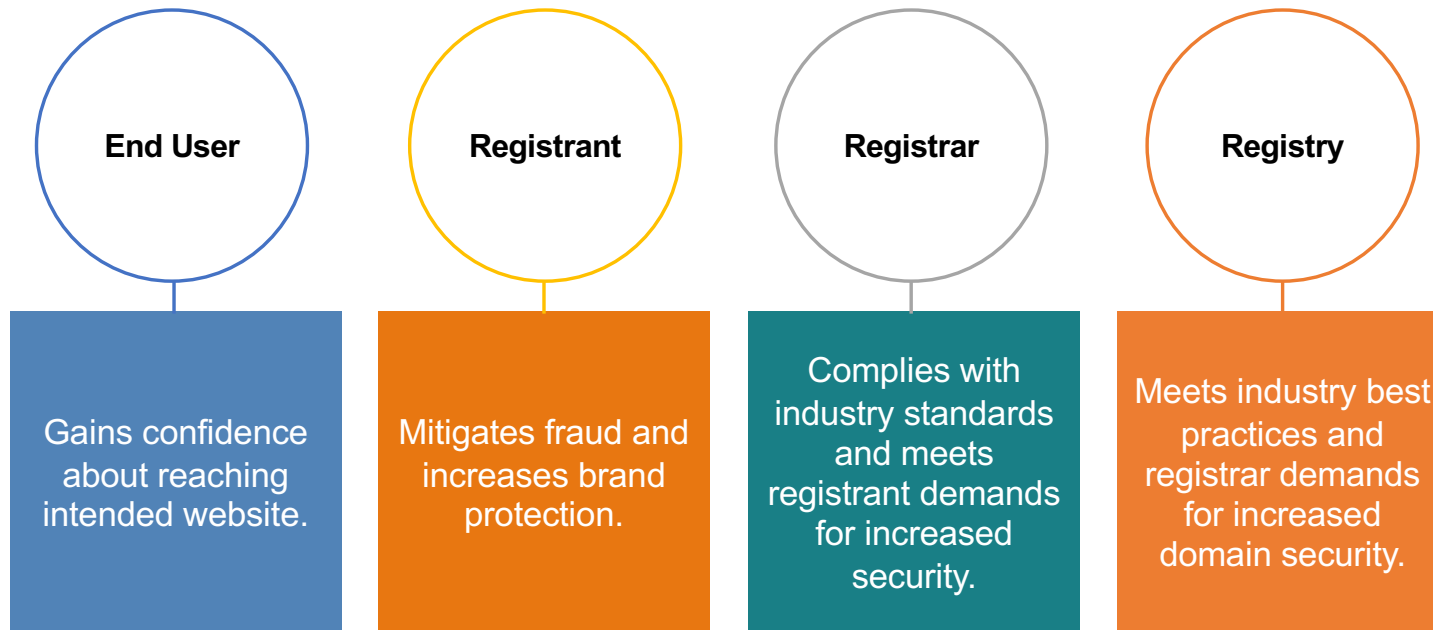 End User
Gains confidence
about reaching
intended website.
Registrant
Mitigates fraud and
increases brand
protection.
Registrar
Complies with
industry standards
and meets
registrant demands
for increased
security.
Registry
Meets industry best
practices and
registrar demands
for increased
domain security.